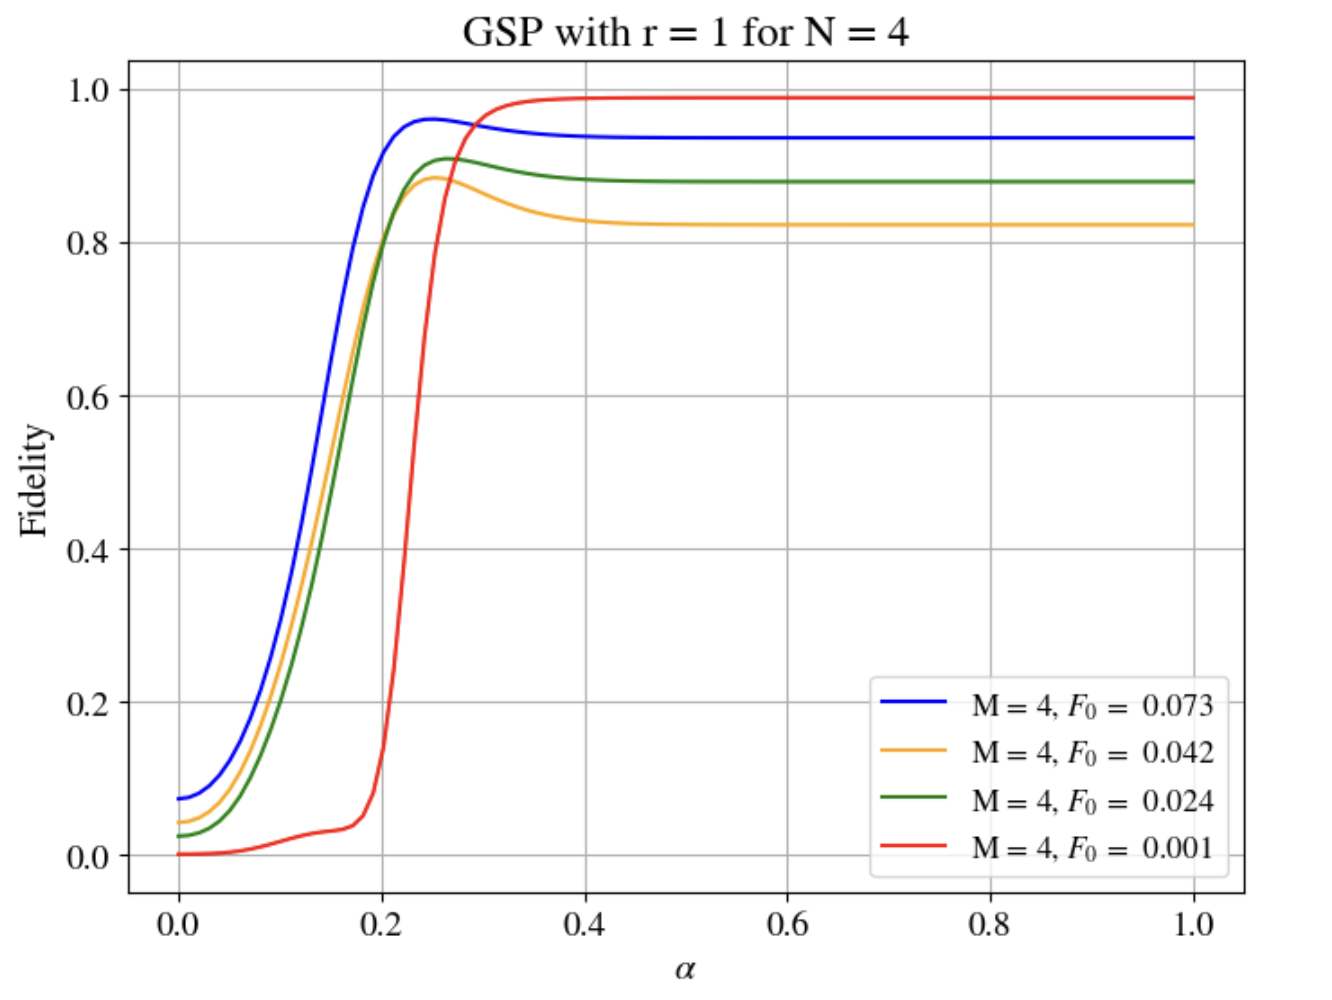 GSP with r = 1 for N = 4
1.0
0.8
0.6
0.4
0.2
0.0
Fidelity
0.0 0.2 0.4 0.6 0.8 1.0
α
M = 4, F₀ = 0.073
M = 4, F₀ = 0.042
M = 4, F₀ = 0.024
M = 4, F₀ = 0.001